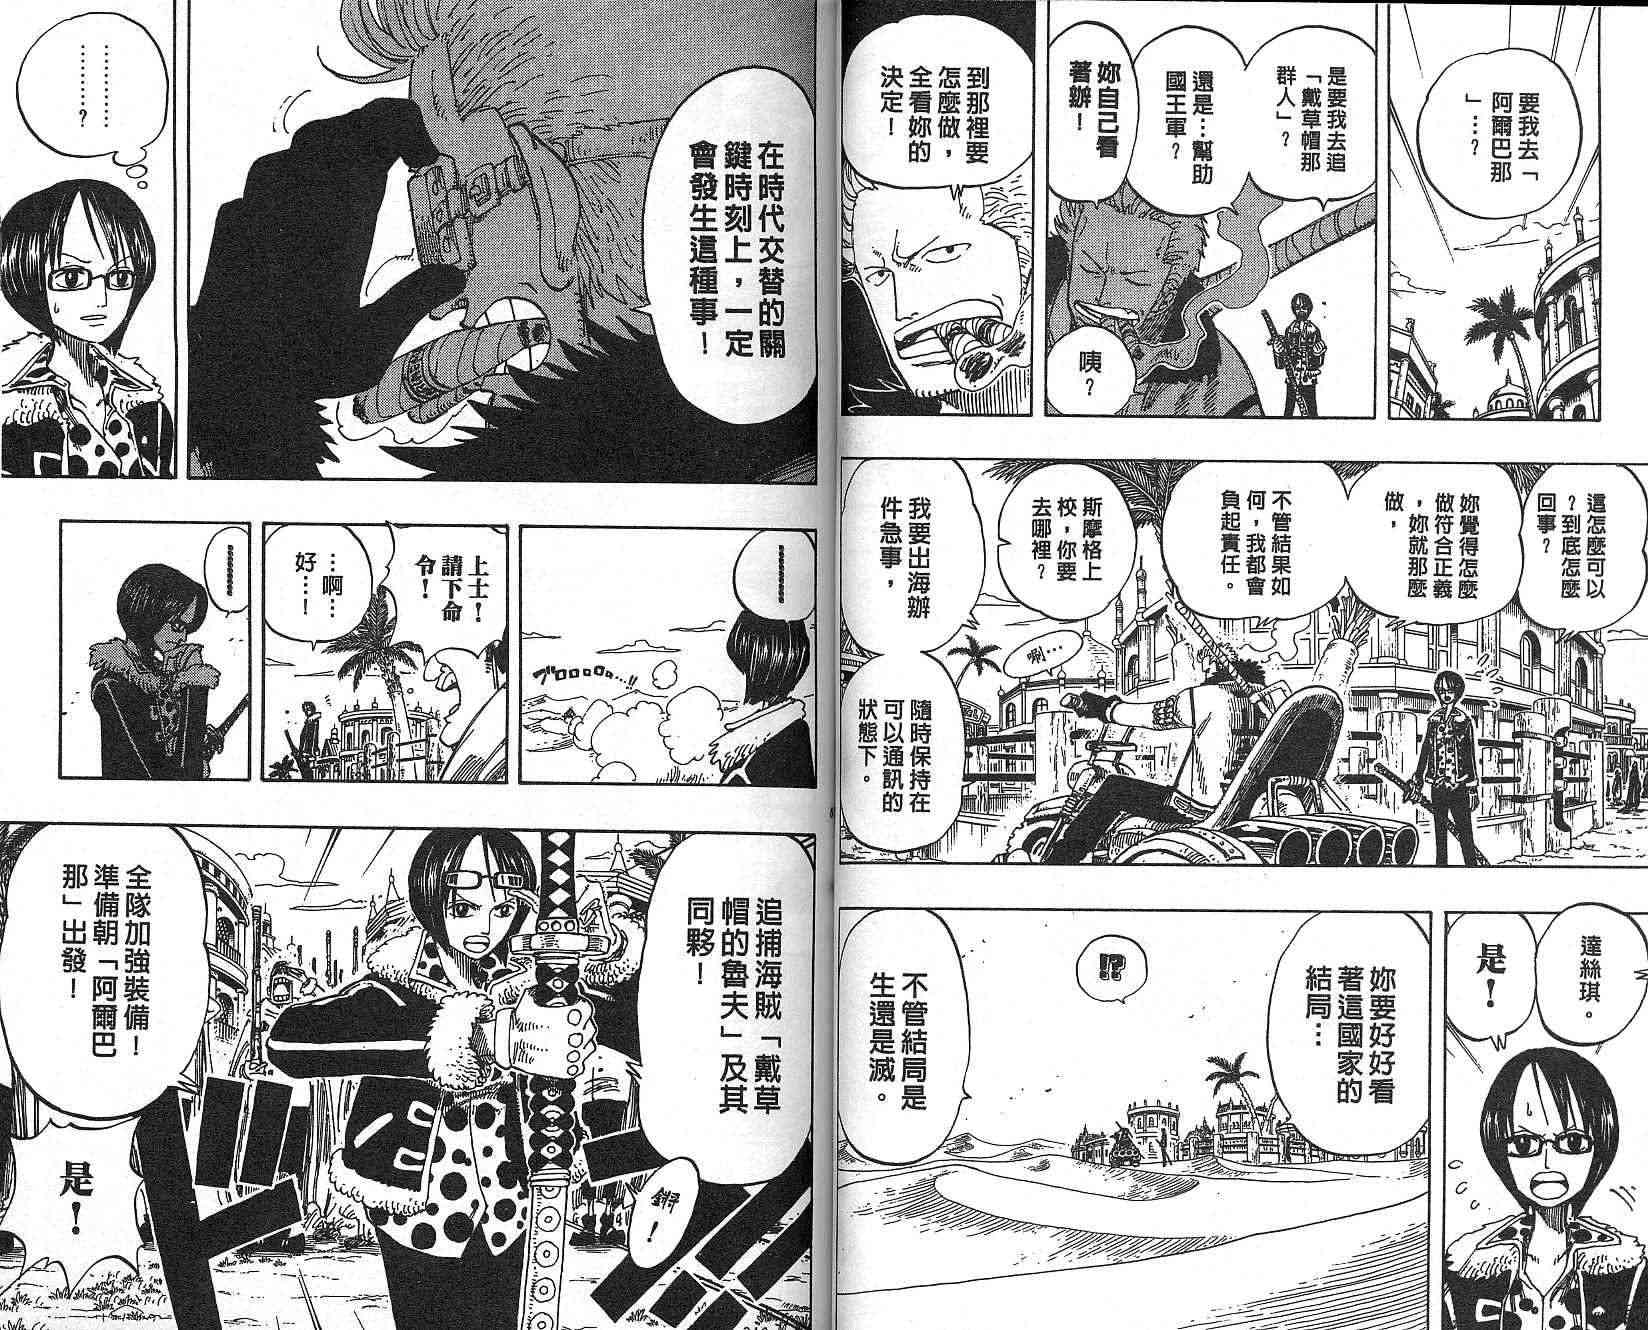 要我去「
阿爾巴那
」…？
是要我去追
「戴草帽那
群人」？
還是…幫助
國王軍？
妳自己看
著辦！
咦？
到那裡要
怎麼做，
全看妳的
決定！
這怎麼可以
？到底怎麼
回事？
妳覺得怎麼
做符合正義
，妳就那麼
做，
不管結果如
何，我都會
負起責任。
斯摩格上
校，你要
去哪裡？
唰…
我要出海辦
件急事，
隨時保持在
可以通訊的
狀態下。
達絲琪。
是！
妳要好好看
著這國家的
結局…
!?
不管結局是
生還是滅。
在時代交替的關
鍵時刻上，一定
會發生這種事！
………
………？
………
ブロロロロ…!!
上士！
請下命
令！
…啊…
好…！
………
追捕海賊「戴草
帽的魯夫」及其
同夥！
鏘！
全隊加強裝備！
準備朝「阿爾巴
那」出發！
是！
ドン